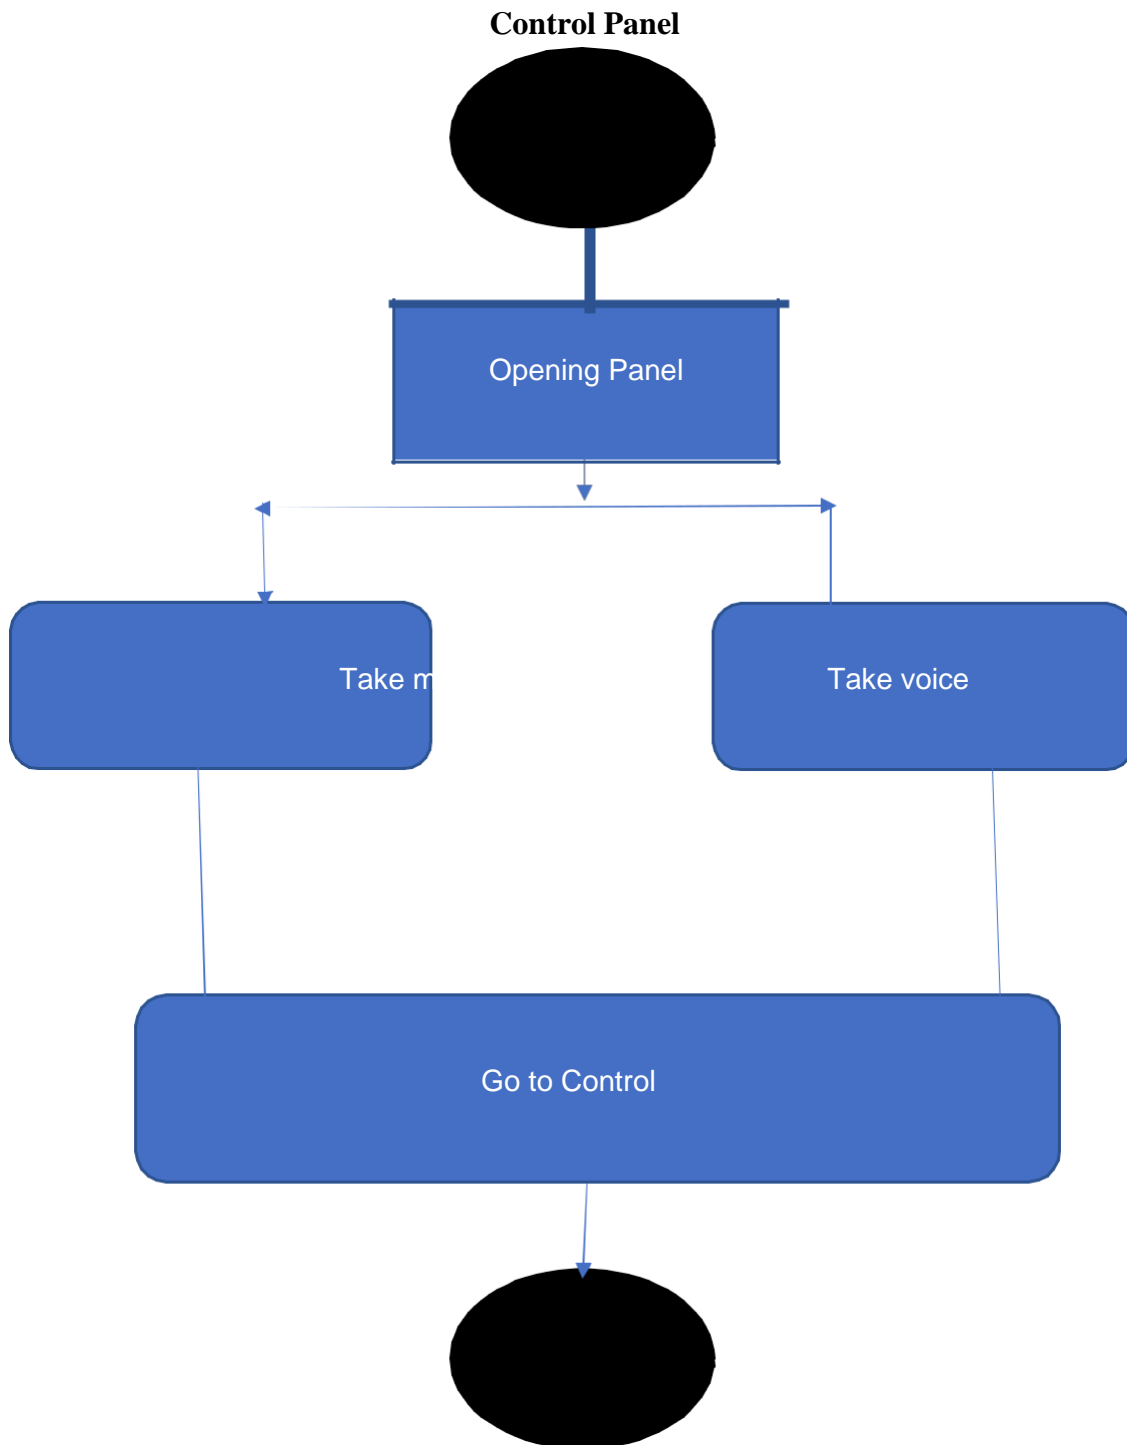 Control Panel
Opening Panel
Take m
Take voice
Go to Control